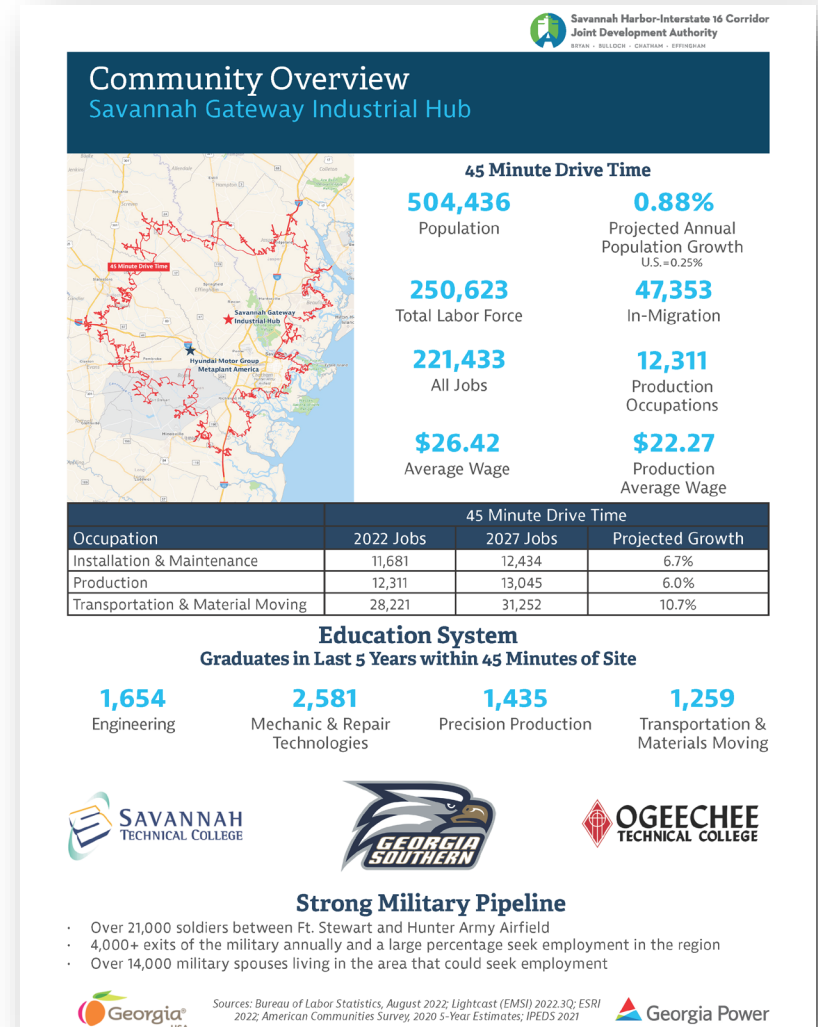 Savannah Harbor-Interstate 16 Corridor
Joint Development Authority
BRYAN • BULLOCH • CHATHAM • EFFINGHAM
Community Overview
Savannah Gateway Industrial Hub
45 Minute Drive Time
Savannah Gateway
Industrial Hub
Hyundai Motor Group
Metaplant America
45 Minute Drive Time
504,436
Population
0.88%
Projected Annual
Population Growth
U.S.=0.25%
250,623
Total Labor Force
47,353
In-Migration
221,433
All Jobs
12,311
Production
Occupations
$26.42
Average Wage
$22.27
Production
Average Wage
45 Minute Drive Time
Occupation 2022 Jobs 2027 Jobs Projected Growth
Installation & Maintenance 11,681 12,434 6.7%
Production 12,311 13,045 6.0%
Transportation & Material Moving 28,221 31,252 10.7%
Education System
Graduates in Last 5 Years within 45 Minutes of Site
1,654
Engineering
2,581
Mechanic & Repair
Technologies
1,435
Precision Production
1,259
Transportation &
Materials Moving
SAVANNAH
TECHNICAL COLLEGE
GEORGIA
SOUTHERN
OGEECHEE
TECHNICAL COLLEGE
Strong Military Pipeline
· Over 21,000 soldiers between Ft. Stewart and Hunter Army Airfield
· 4,000+ exits of the military annually and a large percentage seek employment in the region
· Over 14,000 military spouses living in the area that could seek employment
Georgia®
USA
Sources: Bureau of Labor Statistics, August 2022; Lightcast (EMSI) 2022.3Q; ESRI
2022; American Communities Survey, 2020 5-Year Estimates; IPEDS 2021
Georgia Power